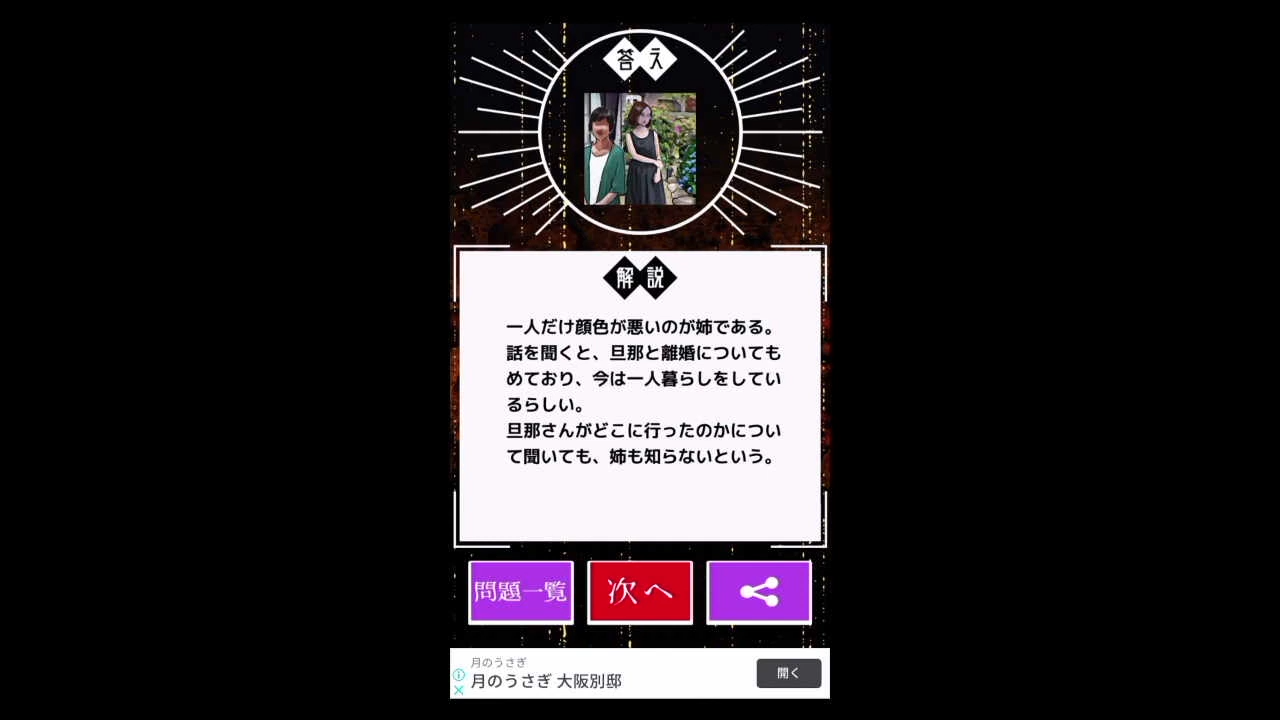 答え
解説
一人だけ顔色が悪いのが姉である。
話を聞くと、旦那と離婚についても
めており、今は一人暮らしをしてい
るらしい。
旦那さんがどこに行ったのかについ
て聞いても、姉も知らないという。
問題一覧
次へ
月のうさぎ
月のうさぎ 大阪別邸
開く